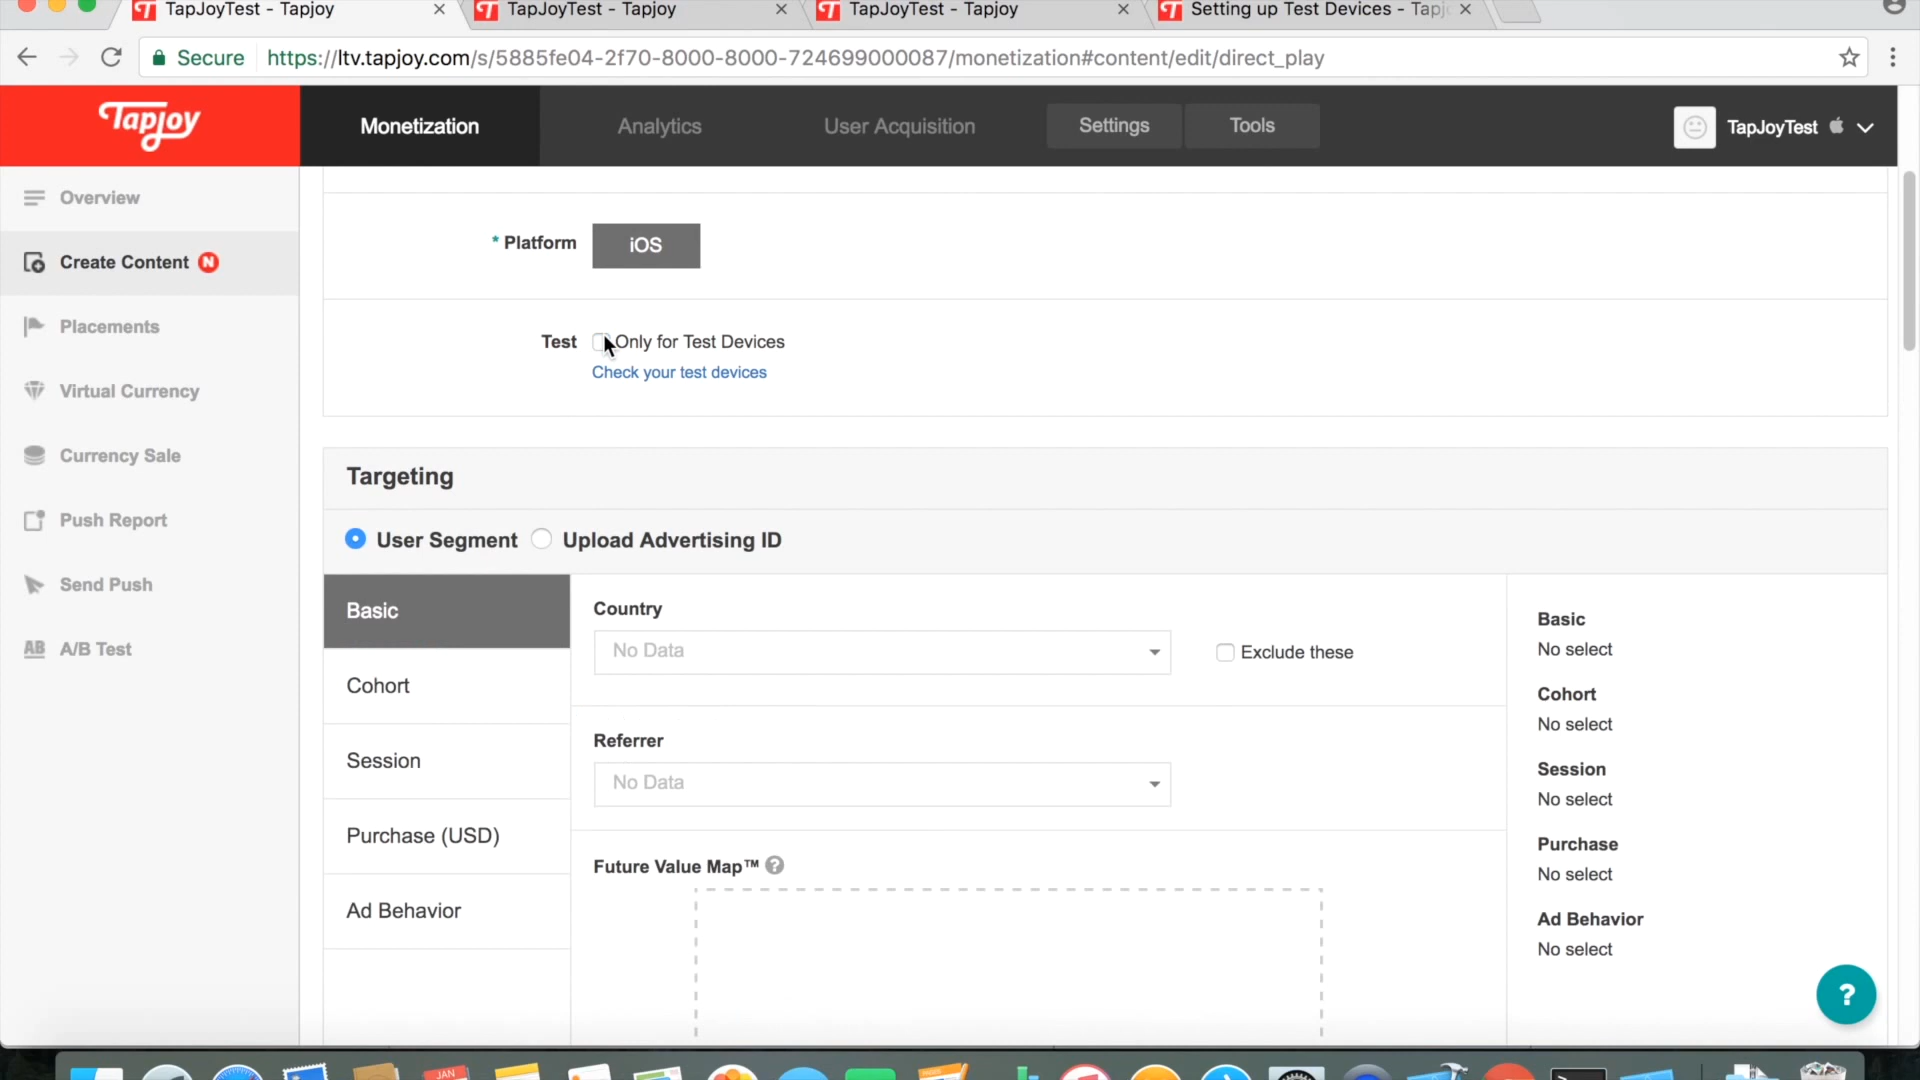 TapJoyTest - Tapjoy
TapJoyTest - Tapjoy
TapJoyTest - Tapjoy
Setting up Test Devices - Tapj
Secure
https://ltv.tapjoy.com/s/5885fe04-2f70-8000-8000-724699000087/monetization#content/edit/direct_play
Tapjoy
Monetization
Analytics
User Acquisition
Settings
Tools
TapJoyTest
Overview
Create Content N
Placements
Virtual Currency
Currency Sale
Push Report
Send Push
AB A/B Test
* Platform
iOS
Test
Only for Test Devices
Check your test devices
Targeting
User Segment
Upload Advertising ID
Basic
Cohort
Session
Purchase (USD)
Ad Behavior
Country
No Data
Exclude these
Referrer
No Data
Future Value Map™ ?
Basic
No select
Cohort
No select
Session
No select
Purchase
No select
Ad Behavior
No select
?
JAN